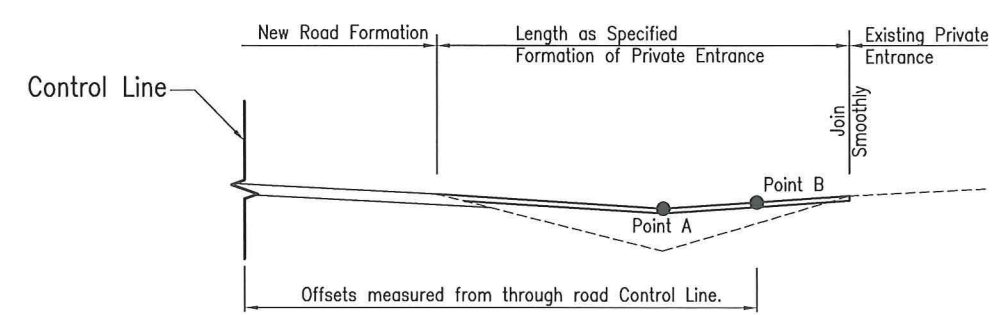 New Road Formation
Length as Specified
Formation of Private Entrance
Existing Private
Entrance
Control Line
Join
Smoothly
Point B
Point A
Offsets measured from through road Control Line.